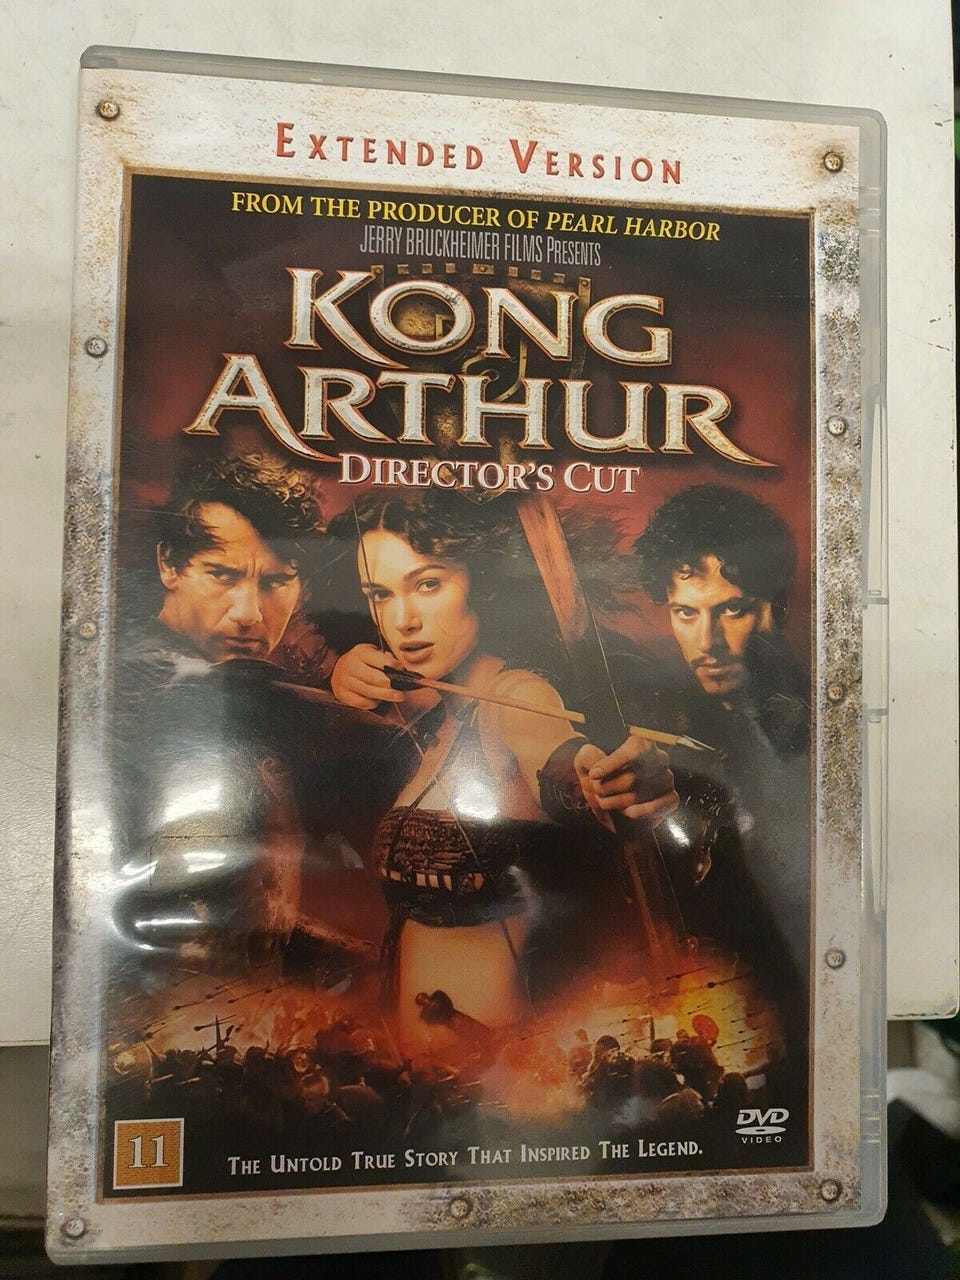 EXTENDED VERSION
FROM THE PRODUCER OF PEARL HARBOR
JERRY BRUCKHEIMER FILMS PRESENTS
KONG
ARTHUR
DIRECTOR'S CUT
11
THE UNTOLD TRUE STORY THAT INSPIRED THE LEGEND.
DVD
VIDEO